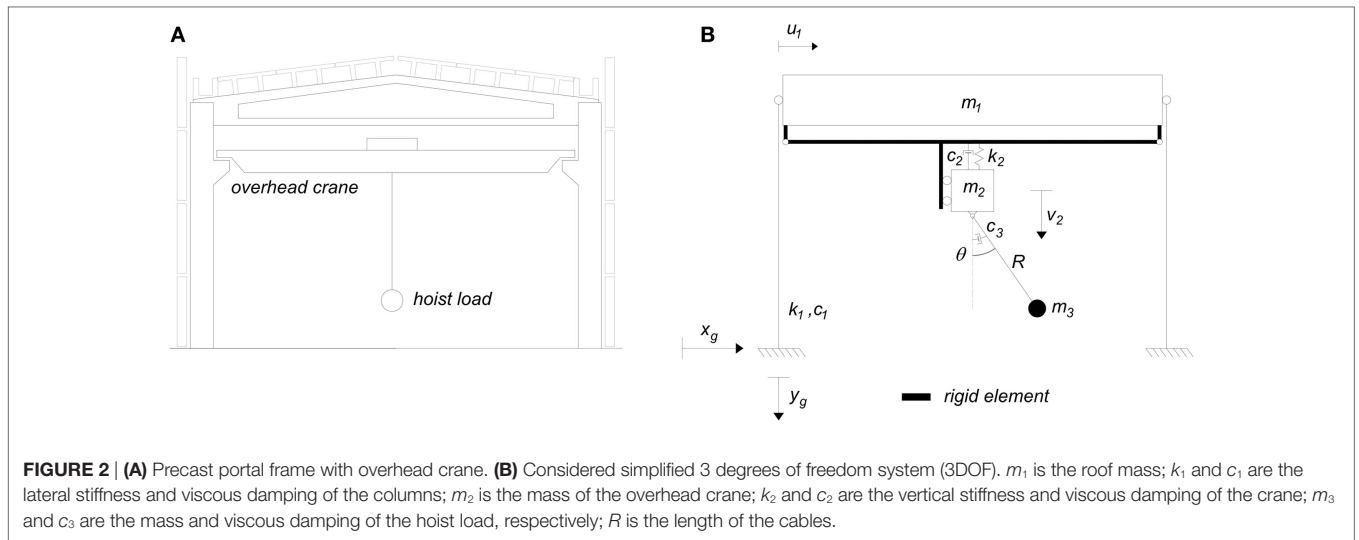 A
overhead crane
hoist load
B
u₁
m₁
c₂ k₂
m₂
v₂
c₃
θ
R
m₃
k₁ ,c₁
x_g
y_g
rigid element
FIGURE 2 | (A) Precast portal frame with overhead crane. (B) Considered simplified 3 degrees of freedom system (3DOF). m₁ is the roof mass; k₁ and c₁ are the
lateral stiffness and viscous damping of the columns; m₂ is the mass of the overhead crane; k₂ and c₂ are the vertical stiffness and viscous damping of the crane; m₃
and c₃ are the mass and viscous damping of the hoist load, respectively; R is the length of the cables.